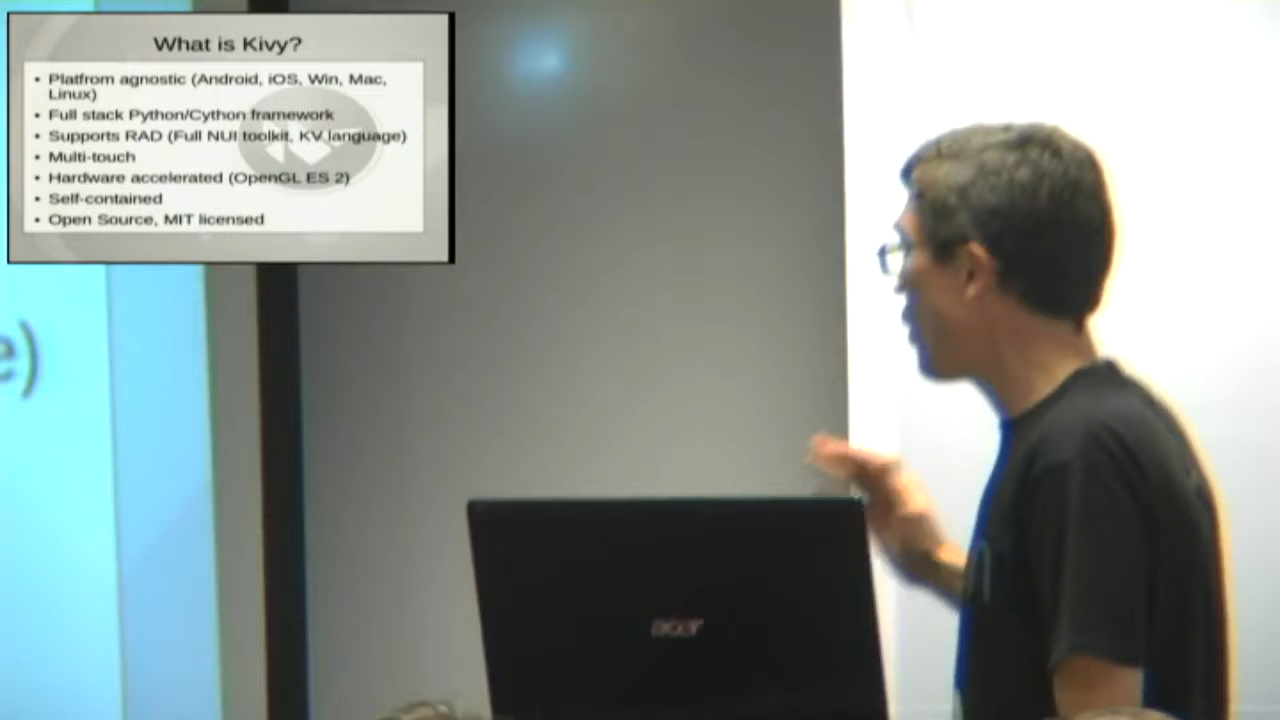 What is Kivy?
• Platfrom agnostic (Android, iOS, Win, Mac,
Linux)
• Full stack Python/Cython framework
• Supports RAD (Full NUI toolkit, KV language)
• Multi-touch
• Hardware accelerated (OpenGL ES 2)
• Self-contained
• Open Source, MIT licensed
e)
acer